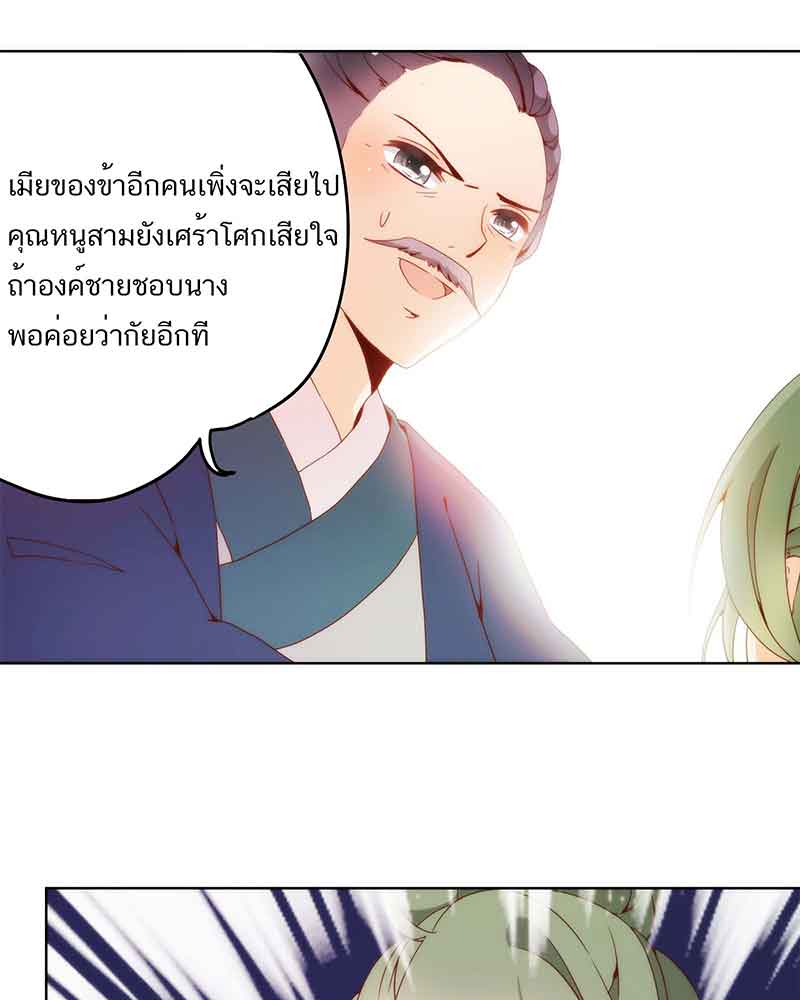 เมียของข้าอีกคนเพิ่งจะเสียไป
คุณหนูสามยังเศร้าโศกเสียใจ
ถ้าองค์ชายชอบนาง
พอค่อยว่ากัยอีกที